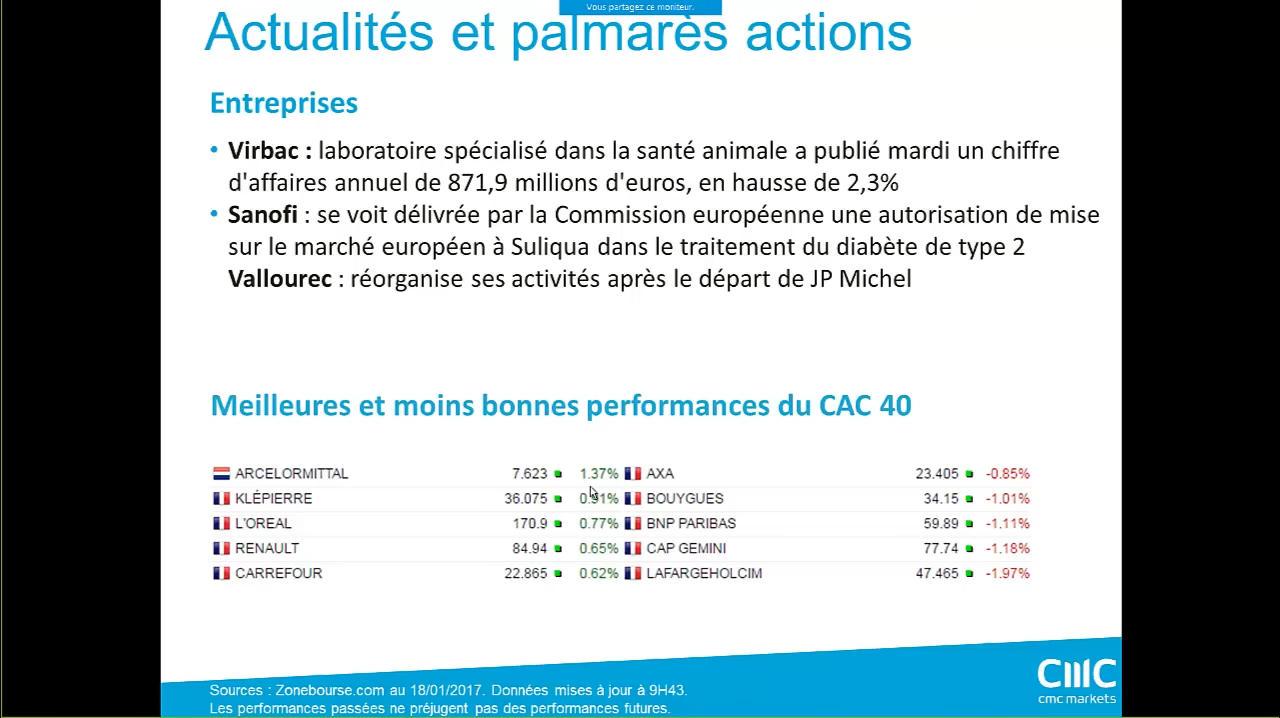 Vous partagez ce moniteur.
Actualités et palmarès actions
Entreprises
• Virbac : laboratoire spécialisé dans la santé animale a publié mardi un chiffre
d'affaires annuel de 871,9 millions d'euros, en hausse de 2,3%
• Sanofi : se voit délivrée par la Commission européenne une autorisation de mise
sur le marché européen à Suliqua dans le traitement du diabète de type 2
Vallourec : réorganise ses activités après le départ de JP Michel
Meilleures et moins bonnes performances du CAC 40
ARCELORMITTAL 7.623 1.37% AXA 23.405 -0.85%
KLÉPIERRE 36.075 0.91% BOUYGUES 34.15 -1.01%
L'OREAL 170.9 0.77% BNP PARIBAS 59.89 -1.11%
RENAULT 84.94 0.65% CAP GEMINI 77.74 -1.18%
CARREFOUR 22.865 0.62% LAFARGEHOLCIM 47.465 -1.97%
CMC
cmc markets
Sources : Zonebourse.com au 18/01/2017. Données mises à jour à 9H43.
Les performances passées ne préjugent pas des performances futures.